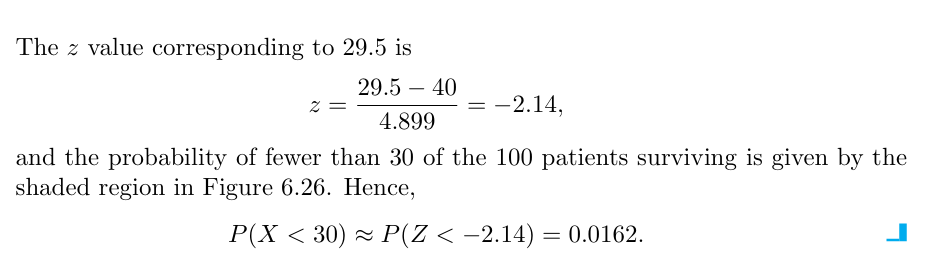 The z value corresponding to 29.5 is
z = \frac{29.5 − 40}{4.899} = −2.14,
and the probability of fewer than 30 of the 100 patients surviving is given by the
shaded region in Figure 6.26. Hence,
P(X < 30) ≈ P(Z < −2.14) = 0.0162.